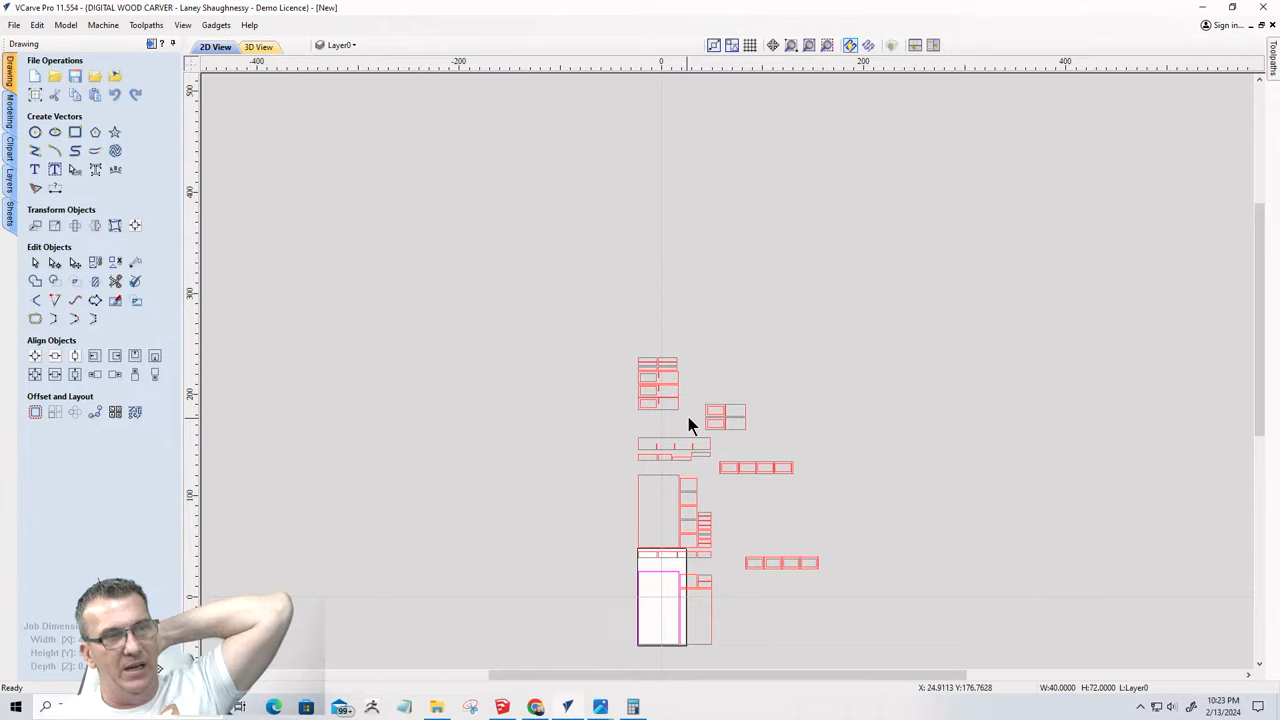 VCarve Pro 11.554 - {DIGITAL WOOD CARVER - Laney Shaughnessy - Demo Licence} - [New]
File Edit Model Machine Toolpaths View Gadgets Help
Sign in...
Drawing
2D View 3D View Layer0
File Operations
-400 -200 0 200 400
Create Vectors
Transform Objects
Edit Objects
Align Objects
Offset and Layout
Drawing
Modeling
Clipart
Layers
Sheets
Toolpaths
500
400
300
200
100
0
Job Dimen
Width [X]: 4
Height [Y]:
Depth [Z]: 0
Ready
X: 24.9113 Y:176.7628 W:40.0000 H:72.0000 L:Layer0
99+
10:23 PM
2/13/2024